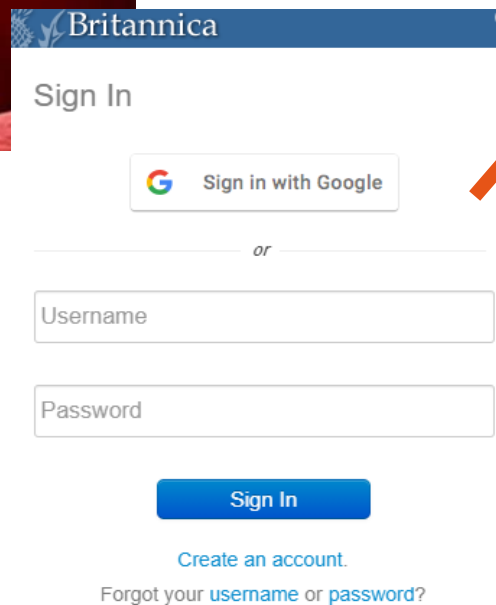 Britannica
Sign In
Sign in with Google
or
Username
Password
Sign In
Create an account.
Forgot your username or password?